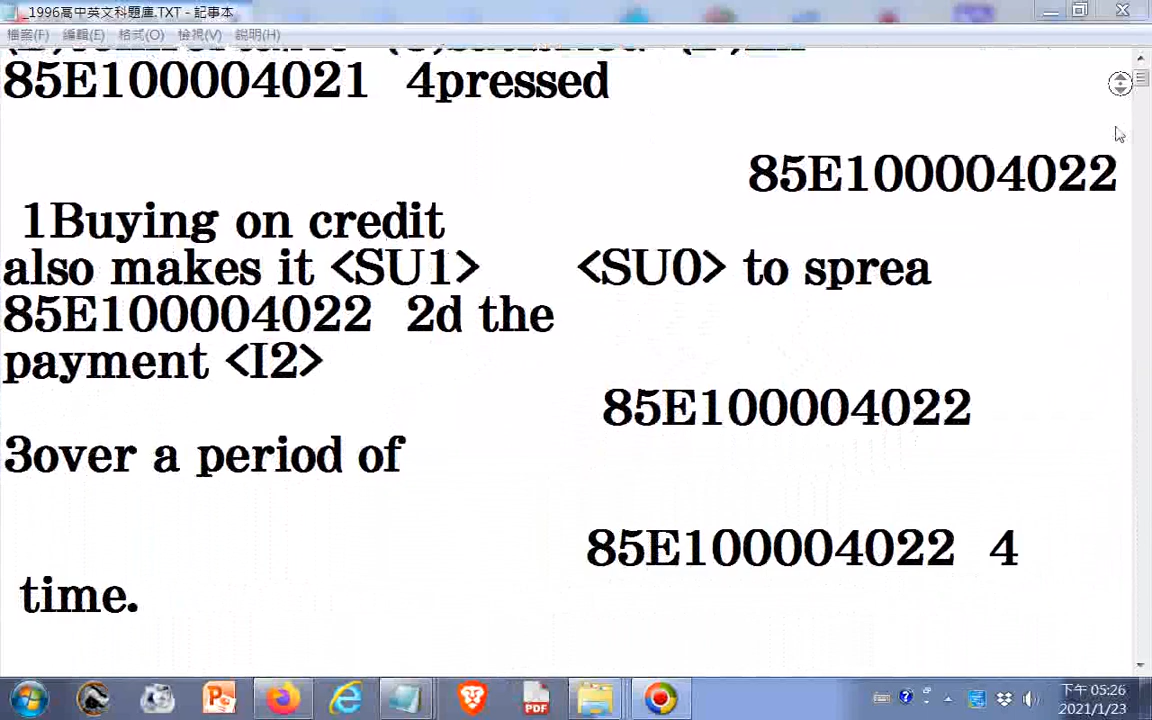 _1996高中英文科題庫.TXT - 記事本
檔案(F) 編輯(E) 格式(O) 檢視(V) 說明(H)
85E100004021 4pressed
85E100004022
1Buying on credit
also makes it <SU1> <SU0> to sprea
85E100004022 2d the
payment <I2>
85E100004022
3over a period of
85E100004022 4
time.
PDF
下午 05:26
2021/1/23